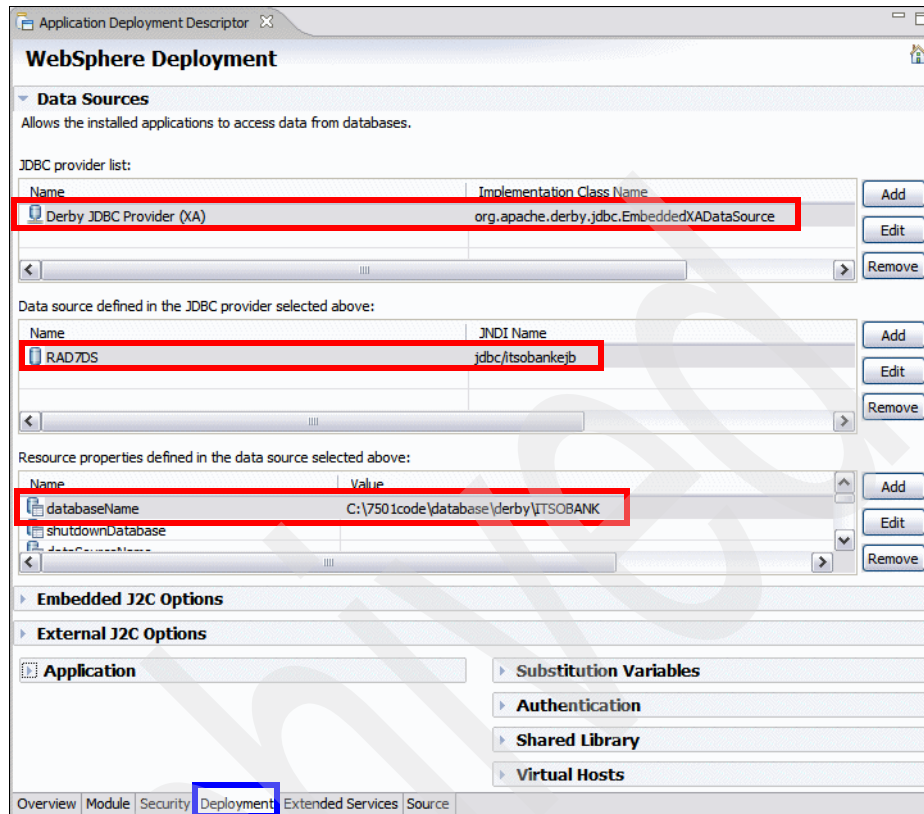 Application Deployment Descriptor
WebSphere Deployment
Data Sources
Allows the installed applications to access data from databases.
JDBC provider list:
Name Implementation Class Name
Derby JDBC Provider (XA) org.apache.derby.jdbc.EmbeddedXADataSource
Add
Edit
Remove
Data source defined in the JDBC provider selected above:
Name JNDI Name
RAD7DS jdbc/itsobankejb
Add
Edit
Remove
Resource properties defined in the data source selected above:
Name Value
databaseName C:\7501code\database\derby\ITSOBANK
shutdownDatabase
dataSourceName
Add
Edit
Remove
Embedded J2C Options
External J2C Options
Application
Substitution Variables
Authentication
Shared Library
Virtual Hosts
Overview Module Security Deployment Extended Services Source